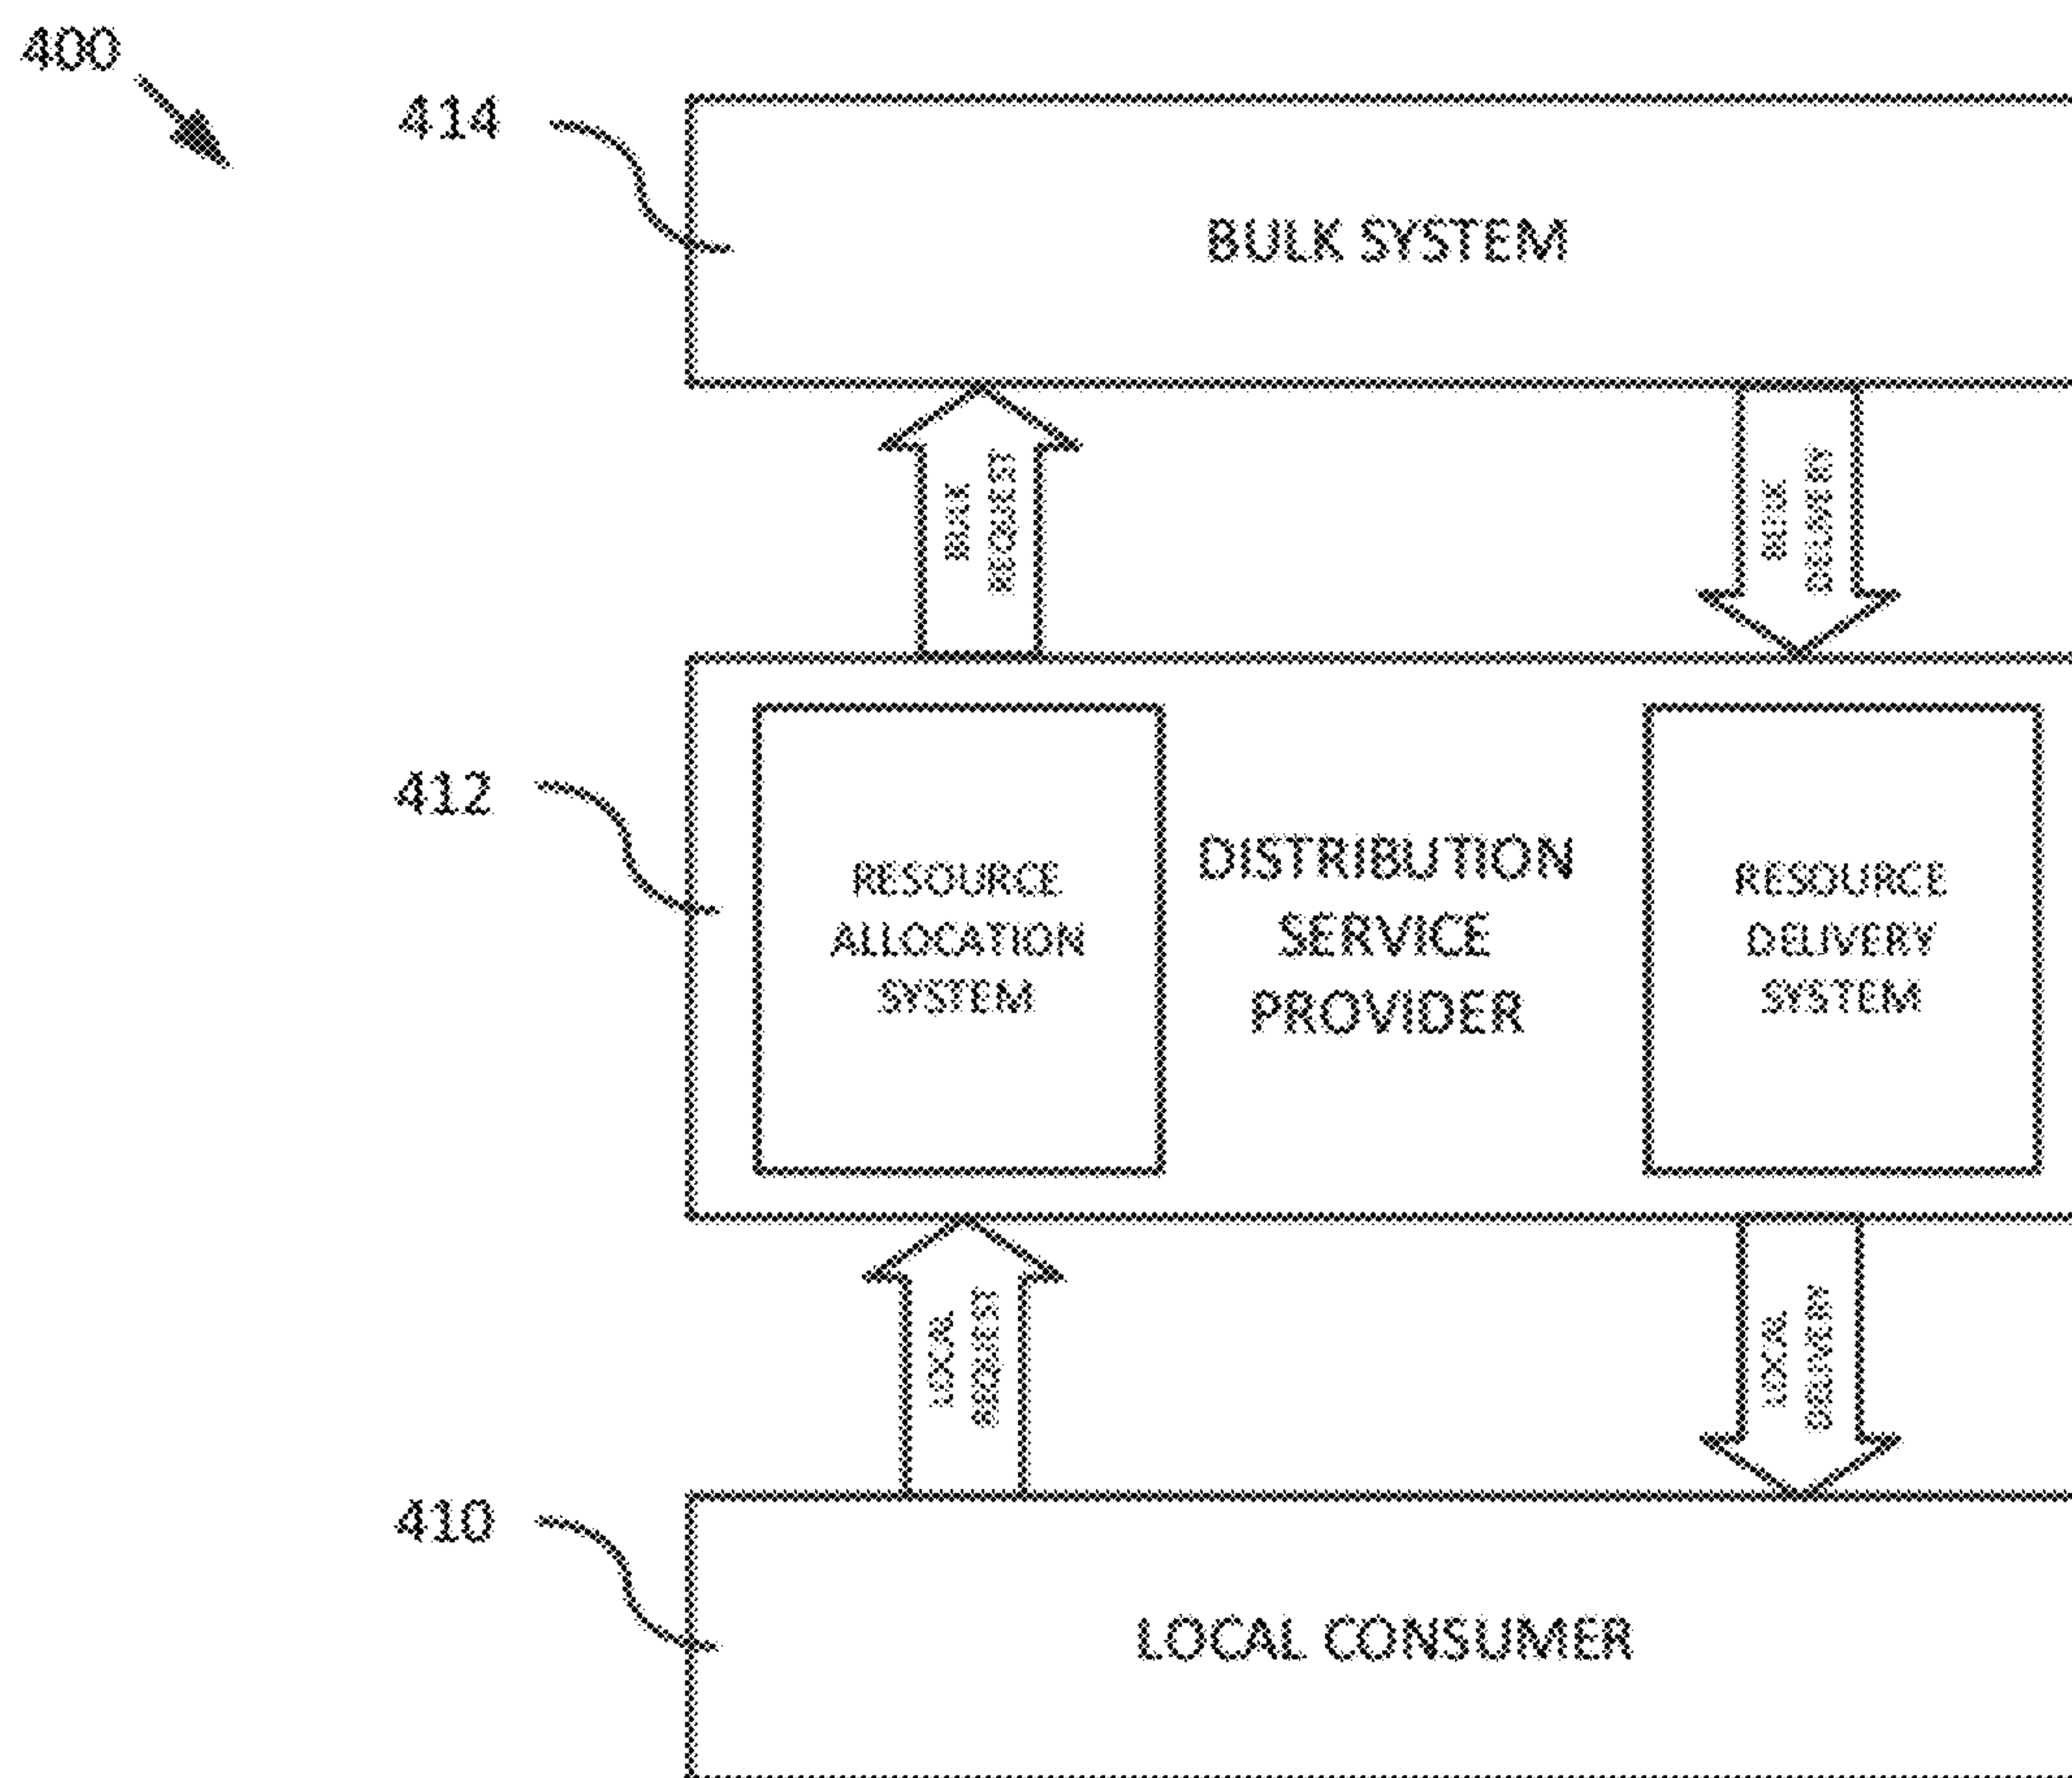 400
414
BULK SYSTEM
BULK
REQUEST
BULK
DELIVERY
412
RESOURCE
ALLOCATION
SYSTEM
DISTRIBUTION
SERVICE
PROVIDER
RESOURCE
DELIVERY
SYSTEM
LOCAL
REQUEST
LOCAL
DELIVERY
410
LOCAL CONSUMER